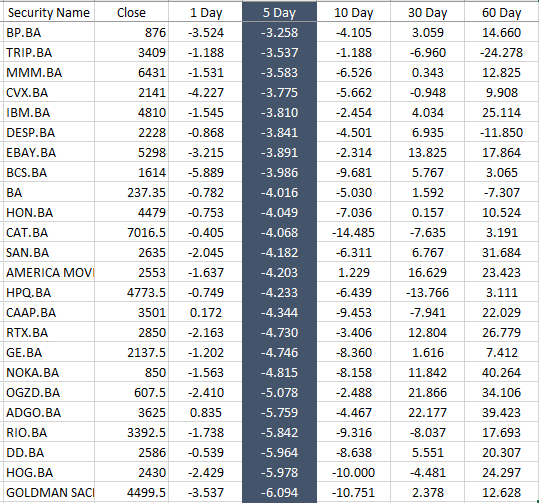 Security Name Close 1 Day 5 Day 10 Day 30 Day 60 Day
BP.BA 876 -3.524 -3.258 -4.105 3.059 14.660
TRIP.BA 3409 -1.188 -3.537 -1.188 -6.960 -24.278
MMM.BA 6431 -1.531 -3.583 -6.526 0.343 12.825
CVX.BA 2141 -4.227 -3.775 -5.662 -0.948 9.908
IBM.BA 4810 -1.545 -3.810 -2.454 4.034 25.114
DESP.BA 2228 -0.868 -3.841 -4.501 6.935 -11.850
EBAY.BA 5298 -3.215 -3.891 -2.314 13.825 17.864
BCS.BA 1614 -5.889 -3.986 -9.681 5.767 3.065
BA 237.35 -0.782 -4.016 -5.030 1.592 -7.307
HON.BA 4479 -0.753 -4.049 -7.036 0.157 10.524
CAT.BA 7016.5 -0.405 -4.068 -14.485 -7.635 3.191
SAN.BA 2635 -2.045 -4.182 -6.311 6.767 31.684
AMERICA MOVI 2553 -1.637 -4.203 1.229 16.629 23.423
HPQ.BA 4773.5 -0.749 -4.233 -6.439 -13.766 3.111
CAAP.BA 3501 0.172 -4.344 -9.453 -7.941 22.029
RTX.BA 2850 -2.163 -4.730 -3.406 12.804 26.779
GE.BA 2137.5 -1.202 -4.746 -8.360 1.616 7.412
NOKA.BA 850 -1.563 -4.815 -8.158 11.842 40.264
OGZD.BA 607.5 -2.410 -5.078 -2.488 21.866 34.106
ADGO.BA 3625 0.835 -5.759 -4.467 22.177 39.423
RIO.BA 3392.5 -1.738 -5.842 -9.316 -8.037 17.693
DD.BA 2586 -0.539 -5.964 -8.638 5.551 20.307
HOG.BA 2430 -2.429 -5.978 -10.000 -4.481 24.297
GOLDMAN SACI 4499.5 -3.537 -6.094 -10.751 2.378 12.628